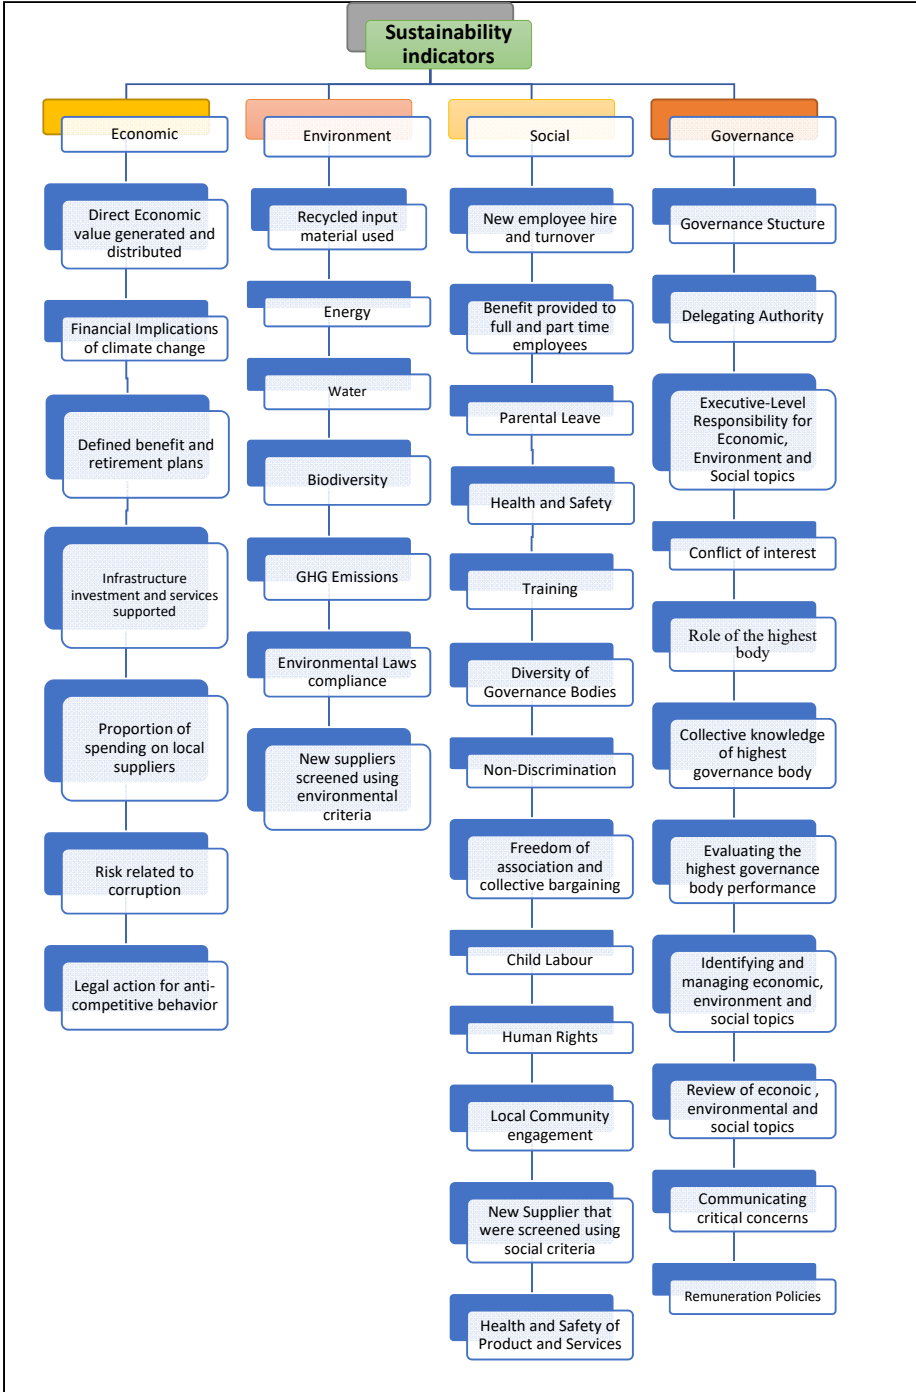 Sustainability
indicators
Economic
Direct Economic
value generated and
distributed
Financial Implications
of climate change
Defined benefit and
retirement plans
Infrastructure
investment and services
supported
Proportion of
spending on local
suppliers
Risk related to
corruption
Legal action for anti-
competitive behavior
Environment
Recycled input
material used
Energy
Water
Biodiversity
GHG Emissions
Environmental Laws
compliance
New suppliers
screened using
environmental
criteria
Social
New employee hire
and turnover
Benefit provided to
full and part time
employees
Parental Leave
Health and Safety
Training
Diversity of
Governance Bodies
Non-Discrimination
Freedom of
association and
collective bargaining
Child Labour
Human Rights
Local Community
engagement
New Supplier that
were screened using
social criteria
Health and Safety of
Product and Services
Governance
Governance Stucture
Delegating Authority
Executive-Level
Responsibility for
Economic,
Environment and
Social topics
Conflict of interest
Role of the highest
body
Collective knowledge
of highest
governance body
Evaluating the
highest governance
body performance
Identifying and
managing economic,
environment and
social topics
Review of econoic ,
environmental and
social topics
Communicating
critical concerns
Remuneration Policies